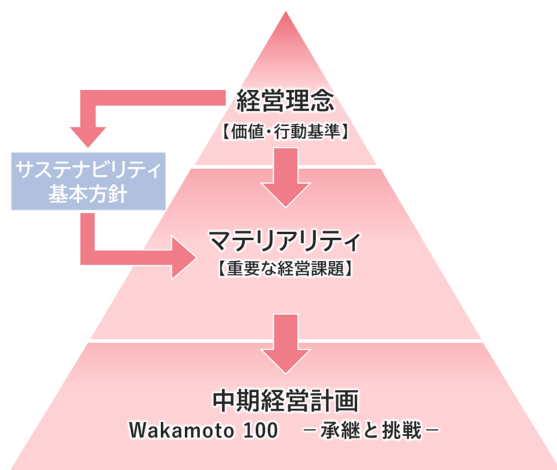 経営理念
【価値・行動基準】
サステナビリティ
基本方針
マテリアリティ
【重要な経営課題】
中期経営計画
Wakamoto 100 －承継と挑戦－